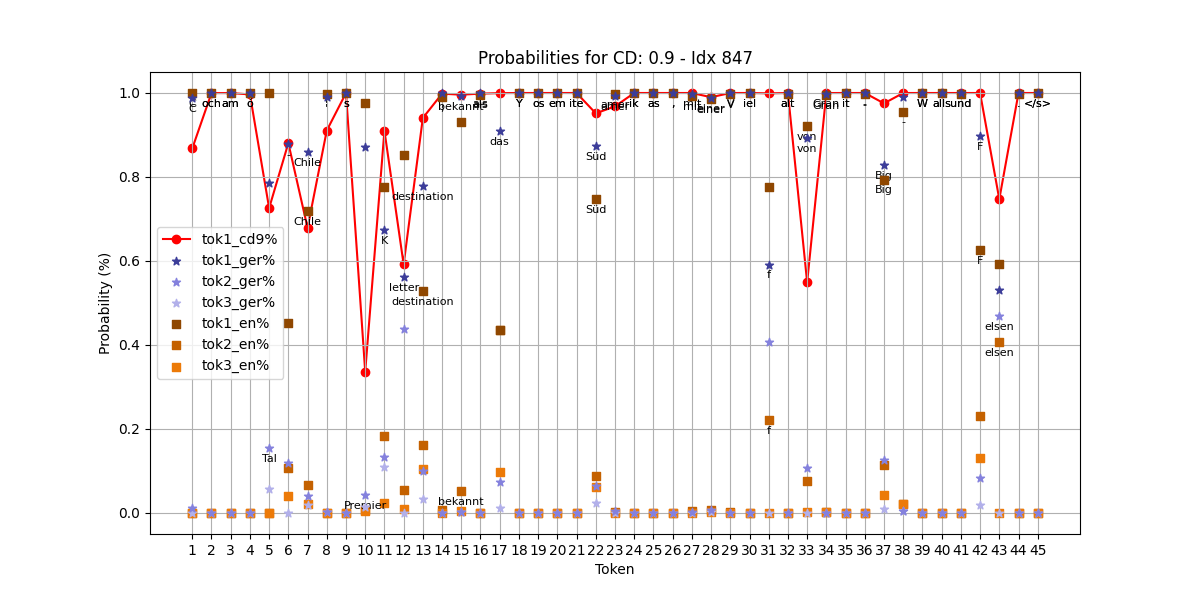 Probabilities for CD: 0.9 - Idx 847
Probability (%)
1.0
0.8
0.6
0.4
0.2
0.0
C och am o s bekannt als Y os em ite amer ik as , mit einer V iel alt Gran it - W alls und . </s>
das
Süd
Süd
von
von
-
F
F
Chile
Chile
Big
Big
destination
destination
K
letter
f
f
elsen
elsen
Tal
Premier
bekannt
tok1_cd9%
tok1_ger%
tok2_ger%
tok3_ger%
tok1_en%
tok2_en%
tok3_en%
1 2 3 4 5 6 7 8 9 10 11 12 13 14 15 16 17 18 19 20 21 22 23 24 25 26 27 28 29 30 31 32 33 34 35 36 37 38 39 40 41 42 43 44 45
Token